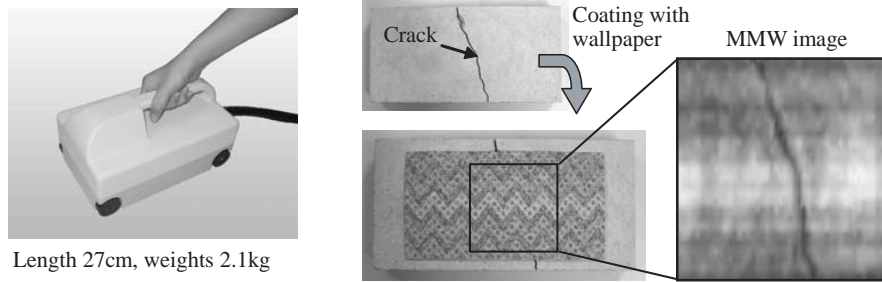 Length 27cm, weights 2.1kg
Crack
Coating with
wallpaper
MMW image